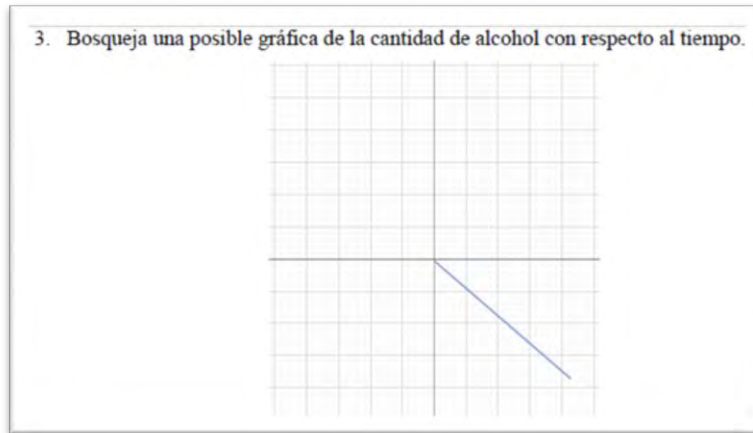 3. Bosqueja una posible gráfica de la cantidad de alcohol con respecto al tiempo.